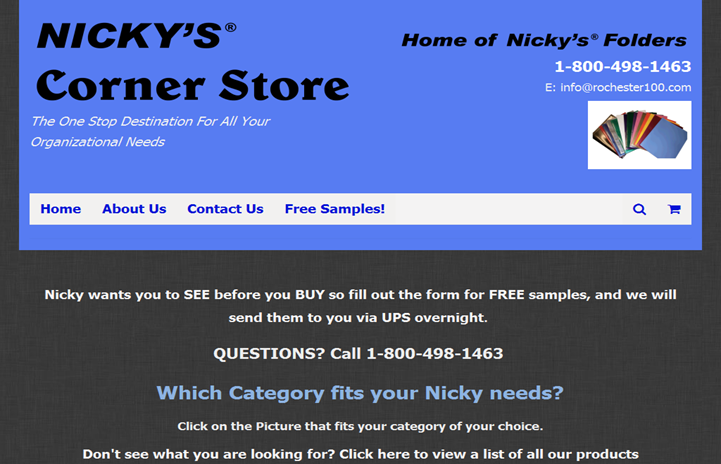 NICKY'S®
Corner Store
The One Stop Destination For All Your
Organizational Needs
Home of Nicky's® Folders
1-800-498-1463
E: info@rochester100.com
Home About Us Contact Us Free Samples!
Nicky wants you to SEE before you BUY so fill out the form for FREE samples, and we will
send them to you via UPS overnight.
QUESTIONS? Call 1-800-498-1463
Which Category fits your Nicky needs?
Click on the Picture that fits your category of your choice.
Don't see what you are looking for? Click here to view a list of all our products